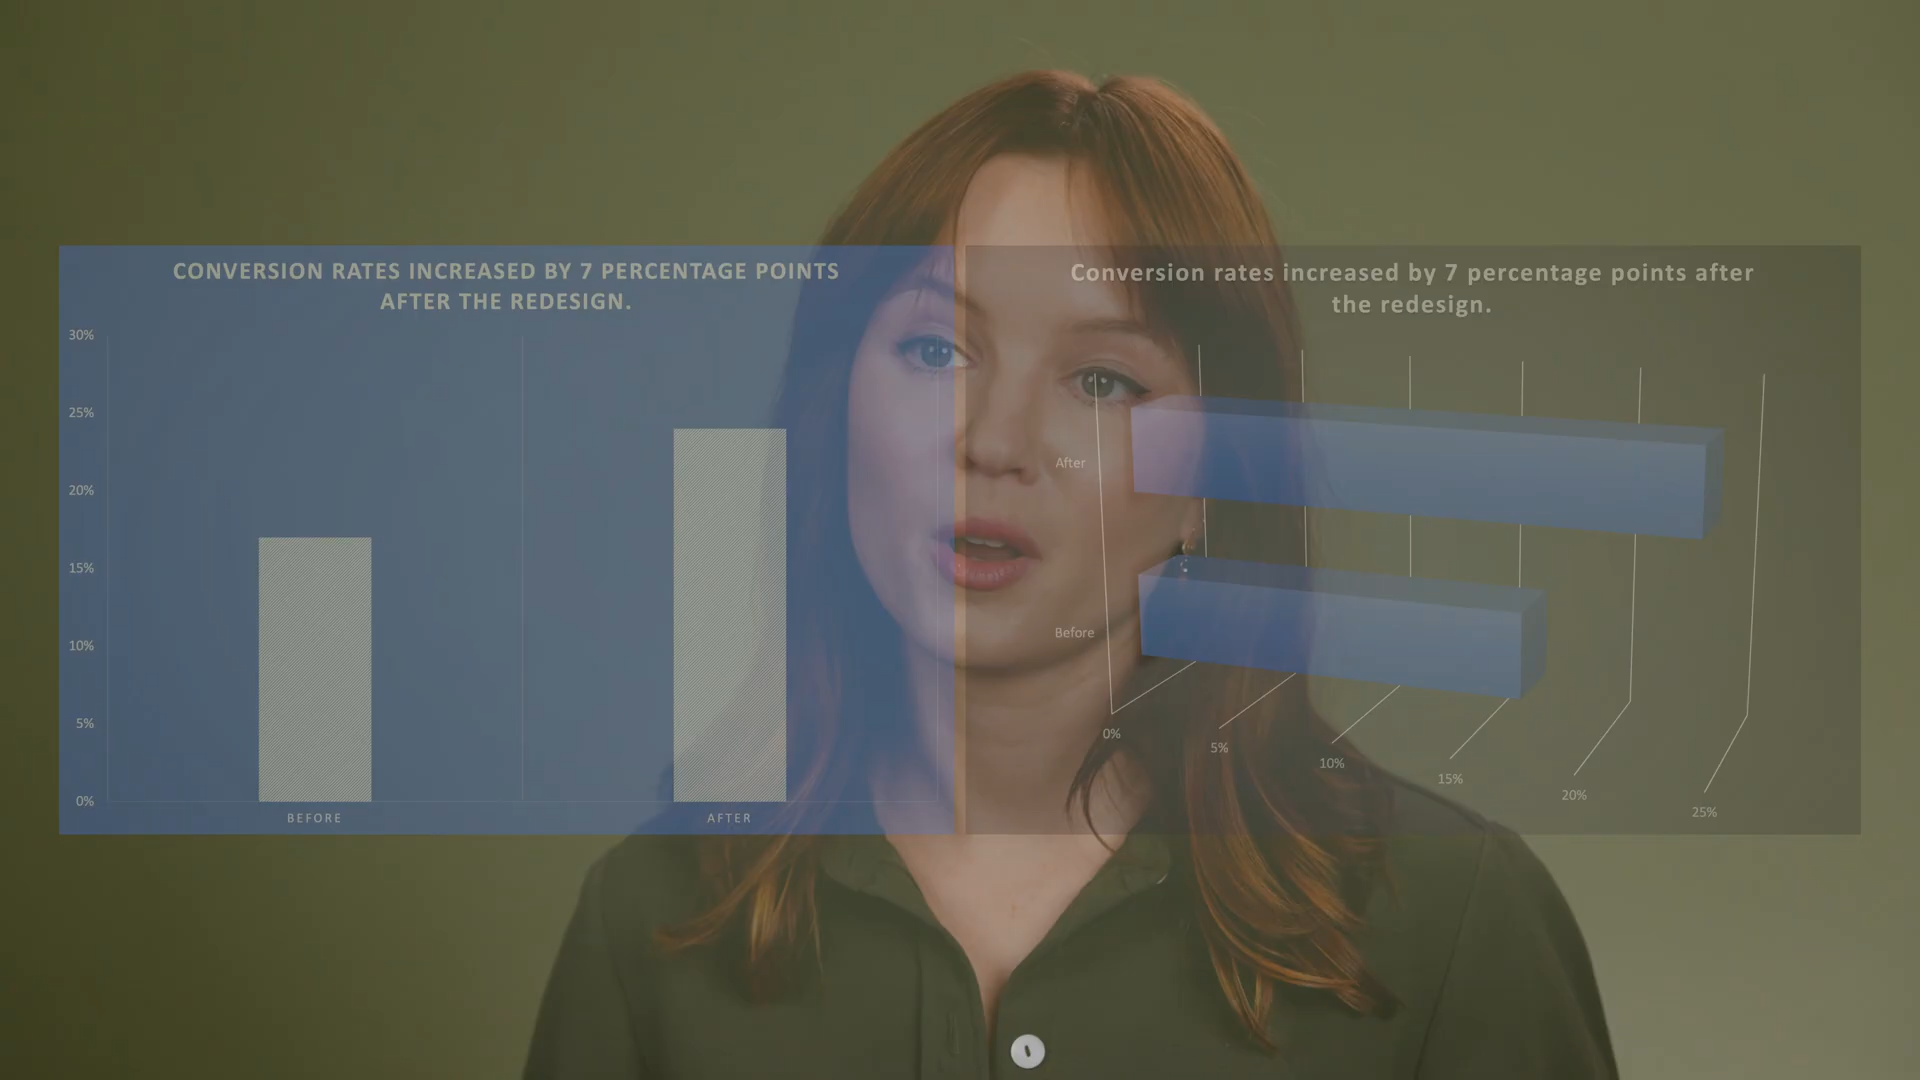 CONVERSION RATES INCREASED BY 7 PERCENTAGE POINTS
AFTER THE REDESIGN.
30%
25%
20%
15%
10%
5%
0%
BEFORE
AFTER
Conversion rates increased by 7 percentage points after
the redesign.
After
Before
0%
5%
10%
15%
20%
25%